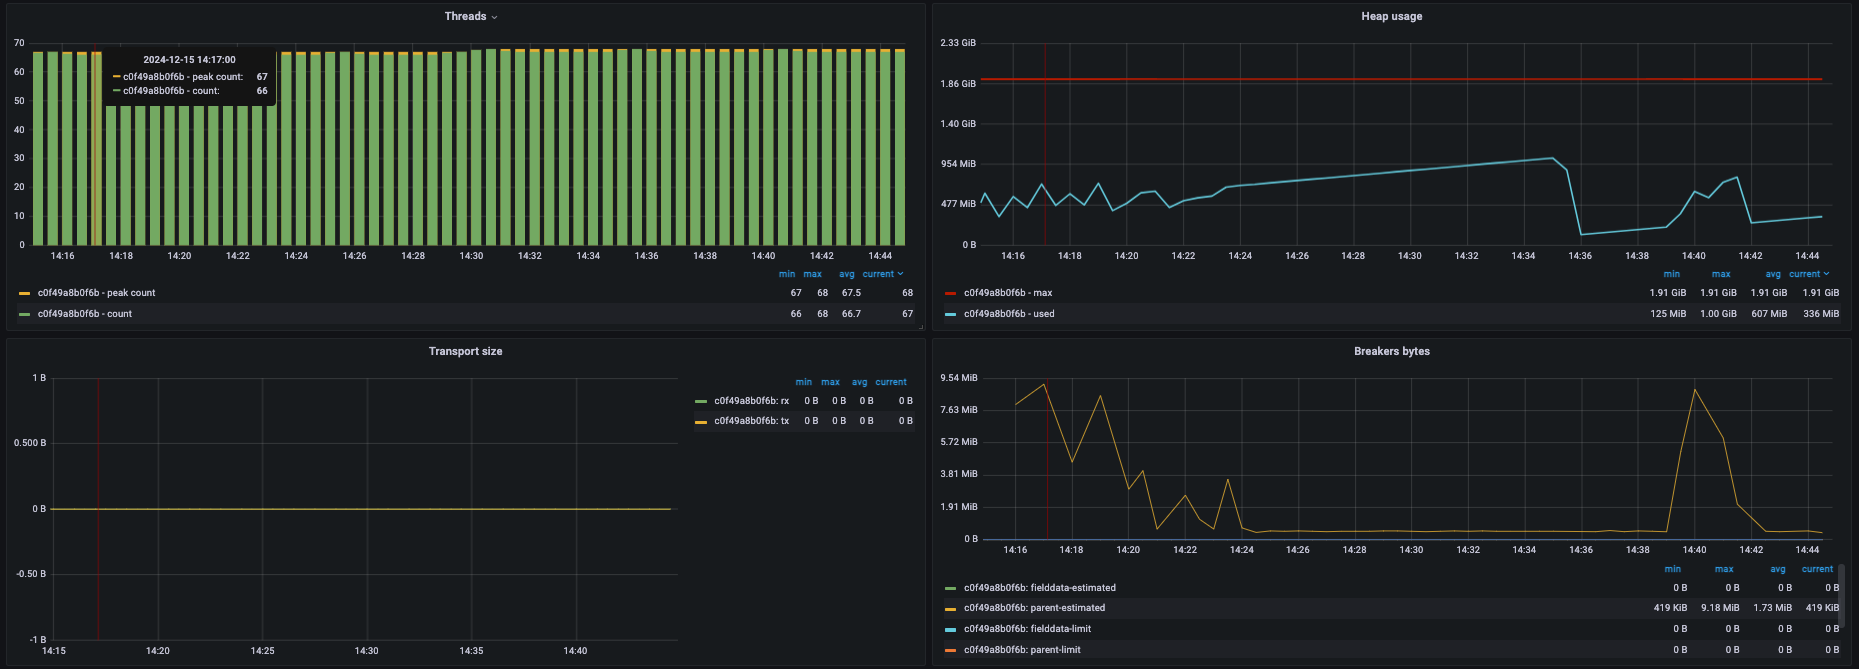 Threads
70
60
50
40
30
20
10
0
2024-12-15 14:17:00
c0f49a8b0f6b - peak count: 67
c0f49a8b0f6b - count: 66
14:16 14:18 14:20 14:22 14:24 14:26 14:28 14:30 14:32 14:34 14:36 14:38 14:40 14:42 14:44
min max avg current
c0f49a8b0f6b - peak count 67 68 67.5 68
c0f49a8b0f6b - count 66 68 66.7 67
Heap usage
2.33 GiB
1.86 GiB
1.40 GiB
954 MiB
477 MiB
0 B
14:16 14:18 14:20 14:22 14:24 14:26 14:28 14:30 14:32 14:34 14:36 14:38 14:40 14:42 14:44
min max avg current
c0f49a8b0f6b - max 1.91 GiB 1.91 GiB 1.91 GiB 1.91 GiB
c0f49a8b0f6b - used 125 MiB 1.00 GiB 607 MiB 336 MiB
Transport size
1 B
0.500 B
0 B
-0.50 B
-1 B
14:15 14:20 14:25 14:30 14:35 14:40
min max avg current
c0f49a8b0f6b: rx 0 B 0 B 0 B 0 B
c0f49a8b0f6b: tx 0 B 0 B 0 B 0 B
Breakers bytes
9.54 MiB
7.63 MiB
5.72 MiB
3.81 MiB
1.91 MiB
0 B
14:16 14:18 14:20 14:22 14:24 14:26 14:28 14:30 14:32 14:34 14:36 14:38 14:40 14:42 14:44
min max avg current
c0f49a8b0f6b: fielddata-estimated 0 B 0 B 0 B 0 B
c0f49a8b0f6b: parent-estimated 419 KiB 9.18 MiB 1.73 MiB 419 KiB
c0f49a8b0f6b: fielddata-limit 0 B 0 B 0 B 0 B
c0f49a8b0f6b: parent-limit 0 B 0 B 0 B 0 B